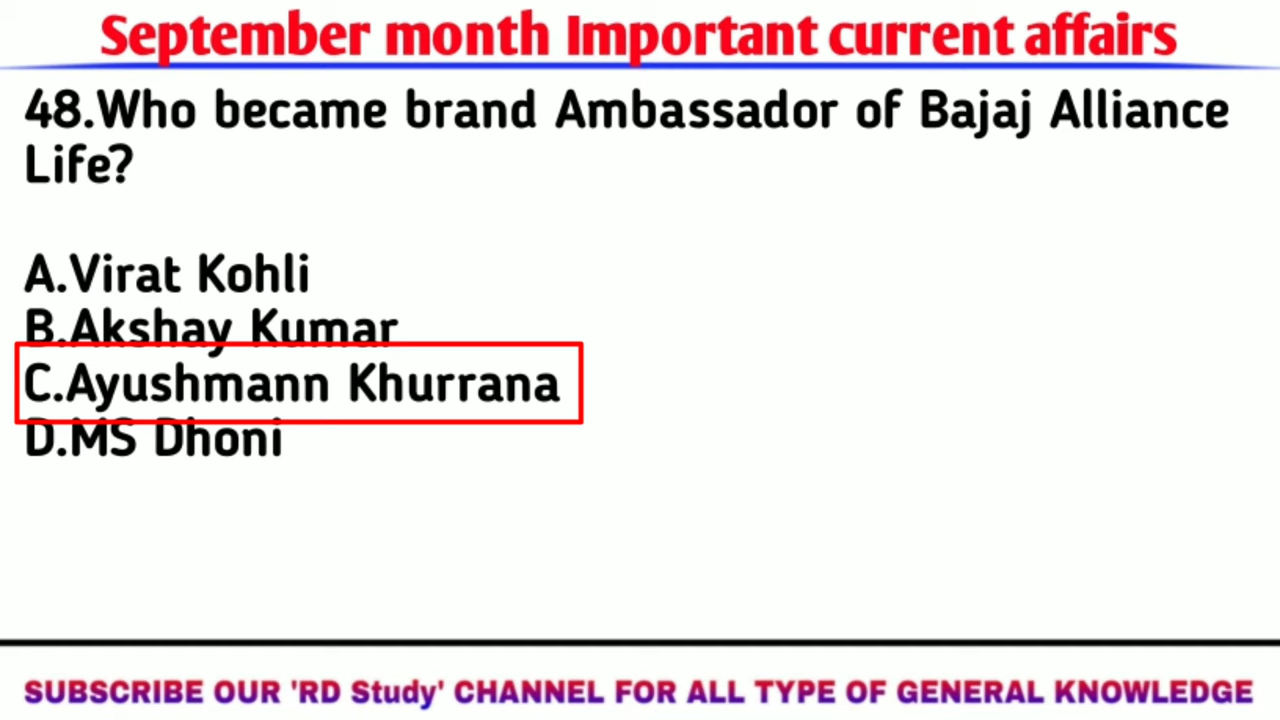 September month Important current affairs
48.Who became brand Ambassador of Bajaj Alliance
Life?
A.Virat Kohli
B.Akshay Kumar
C.Ayushmann Khurrana
D.MS Dhoni
SUBSCRIBE OUR 'RD Study' CHANNEL FOR ALL TYPE OF GENERAL KNOWLEDGE